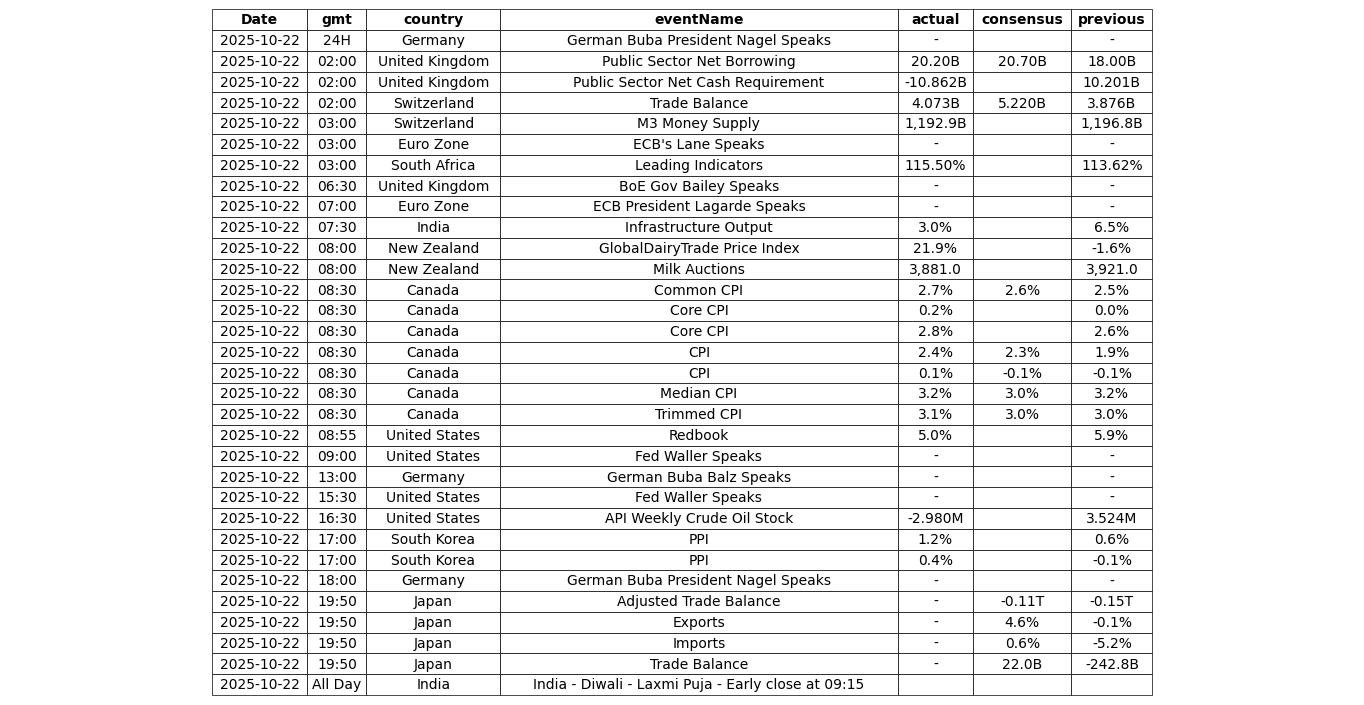 Date gmt country eventName actual consensus previous
2025-10-22 24H Germany German Buba President Nagel Speaks - -
2025-10-22 02:00 United Kingdom Public Sector Net Borrowing 20.20B 20.70B 18.00B
2025-10-22 02:00 United Kingdom Public Sector Net Cash Requirement -10.862B 10.201B
2025-10-22 02:00 Switzerland Trade Balance 4.073B 5.220B 3.876B
2025-10-22 03:00 Switzerland M3 Money Supply 1,192.9B 1,196.8B
2025-10-22 03:00 Euro Zone ECB's Lane Speaks - -
2025-10-22 03:00 South Africa Leading Indicators 115.50% 113.62%
2025-10-22 06:30 United Kingdom BoE Gov Bailey Speaks - -
2025-10-22 07:00 Euro Zone ECB President Lagarde Speaks - -
2025-10-22 07:30 India Infrastructure Output 3.0% 6.5%
2025-10-22 08:00 New Zealand GlobalDairyTrade Price Index 21.9% -1.6%
2025-10-22 08:00 New Zealand Milk Auctions 3,881.0 3,921.0
2025-10-22 08:30 Canada Common CPI 2.7% 2.6% 2.5%
2025-10-22 08:30 Canada Core CPI 0.2% 0.0%
2025-10-22 08:30 Canada Core CPI 2.8% 2.6%
2025-10-22 08:30 Canada CPI 2.4% 2.3% 1.9%
2025-10-22 08:30 Canada CPI 0.1% -0.1% -0.1%
2025-10-22 08:30 Canada Median CPI 3.2% 3.0% 3.2%
2025-10-22 08:30 Canada Trimmed CPI 3.1% 3.0% 3.0%
2025-10-22 08:55 United States Redbook 5.0% 5.9%
2025-10-22 09:00 United States Fed Waller Speaks - -
2025-10-22 13:00 Germany German Buba Balz Speaks - -
2025-10-22 15:30 United States Fed Waller Speaks - -
2025-10-22 16:30 United States API Weekly Crude Oil Stock -2.980M 3.524M
2025-10-22 17:00 South Korea PPI 1.2% 0.6%
2025-10-22 17:00 South Korea PPI 0.4% -0.1%
2025-10-22 18:00 Germany German Buba President Nagel Speaks - -
2025-10-22 19:50 Japan Adjusted Trade Balance - -0.11T -0.15T
2025-10-22 19:50 Japan Exports - 4.6% -0.1%
2025-10-22 19:50 Japan Imports - 0.6% -5.2%
2025-10-22 19:50 Japan Trade Balance - 22.0B -242.8B
2025-10-22 All Day India India - Diwali - Laxmi Puja - Early close at 09:15